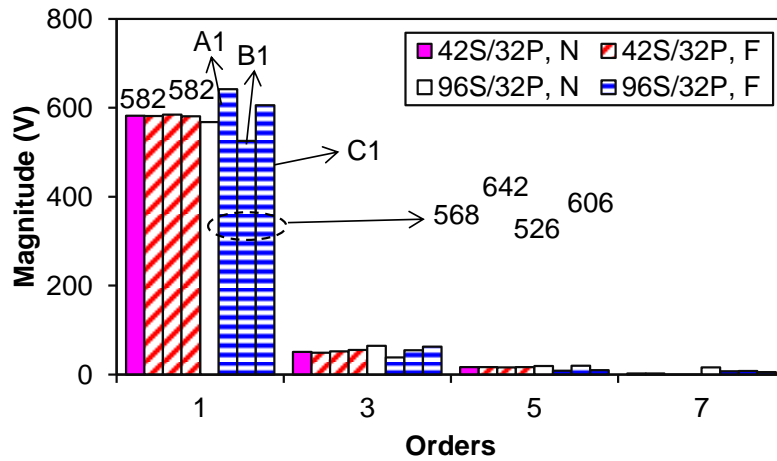 800
600
400
200
0
Magnitude (V)
A1
B1
C1
582
582
42S/32P, N
42S/32P, F
96S/32P, N
96S/32P, F
568
642
526
606
1
3
5
7
Orders